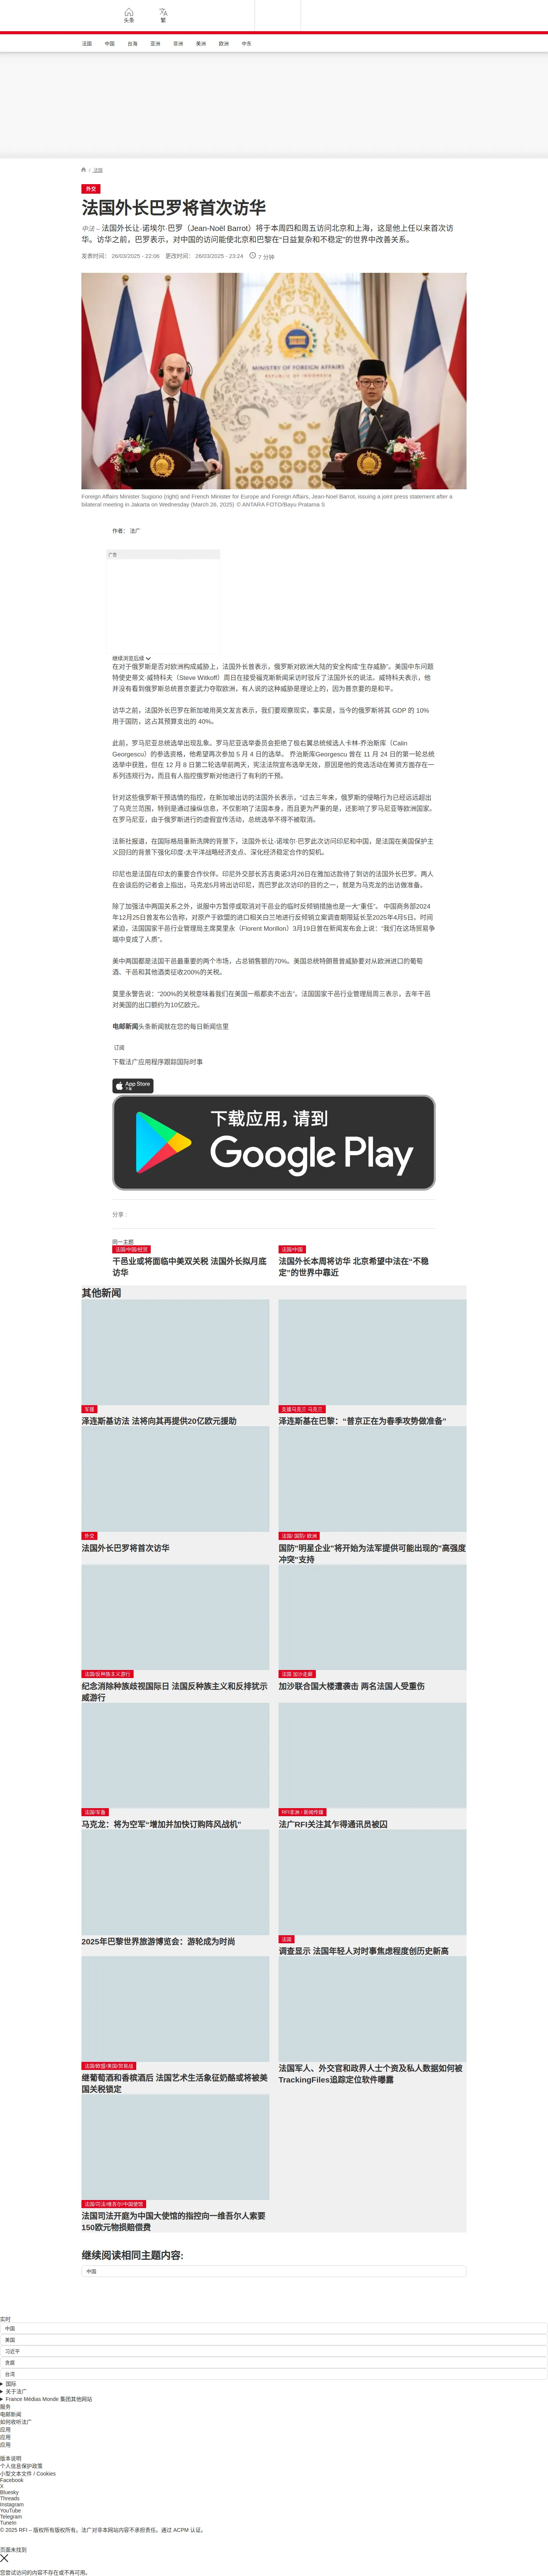 头条
繁
法国
中国
台海
亚洲
非洲
美洲
欧洲
中东
/ 法国
外交
法国外长巴罗将首次访华
中法 – 法国外长让·诺埃尔·巴罗（Jean-Noël Barrot）将于本周四和周五访问北京和上海，这是他上任以来首次访
华。访华之前，巴罗表示，对中国的访问能使北京和巴黎在“日益复杂和不稳定”的世界中改善关系。
发表时间： 26/03/2025 - 22:06 更改时间： 26/03/2025 - 23:24 7 分钟
MINISTRY OF FOREIGN AFFAIRS
Foreign Affairs Minister Sugiono (right) and French Minister for Europe and Foreign Affairs, Jean-Noel Barrot, issuing a joint press statement after a
bilateral meeting in Jakarta on Wednesday (March 26, 2025) © ANTARA FOTO/Bayu Pratama S
作者： 法广
广告
继续浏览后续
在对于俄罗斯是否对欧洲构成威胁上，法国外长曾表示，俄罗斯对欧洲大陆的安全构成“生存威胁”。美国中东问题
特使史蒂文·威特科夫（Steve Witkoff）周日在接受福克斯新闻采访时驳斥了法国外长的说法。威特科夫表示，他
并没有看到俄罗斯总统普京要武力夺取欧洲，有人说的这种威胁是理论上的，因为普京要的是和平。
访华之前，法国外长巴罗在新加坡用英文发言表示，我们要观察现实，事实是，当今的俄罗斯将其 GDP 的 10%
用于国防，这占其预算支出的 40%。
此前，罗马尼亚总统选举出现乱象。罗马尼亚选举委员会拒绝了极右翼总统候选人卡林·乔治斯库（Calin
Georgescu）的参选资格，他希望再次参加 5 月 4 日的选举。 乔治斯库Georgescu 曾在 11 月 24 日的第一轮总统
选举中获胜，但在 12 月 8 日第二轮选举前两天，宪法法院宣布选举无效，原因是他的竞选活动在筹资方面存在一
系列违规行为，而且有人指控俄罗斯对他进行了有利的干预。
针对这些俄罗斯干预选情的指控，在新加坡出访的法国外长表示，“过去三年来，俄罗斯的侵略行为已经远远超出
了乌克兰范围，特别是通过操纵信息，不仅影响了法国本身，而且更为严重的是，还影响了罗马尼亚等欧洲国家。
在罗马尼亚，由于俄罗斯进行的虚假宣传活动，总统选举不得不被取消。
法新社报道，在国际格局重新洗牌的背景下，法国外长让-诺埃尔·巴罗此次访问印尼和中国，是法国在美国保护主
义回归的背景下强化印度-太平洋战略经济支点、深化经济稳定合作的契机。
印尼也是法国在印太的重要合作伙伴。印尼外交部长苏吉奥诺3月26日在雅加达款待了到访的法国外长巴罗。两人
在会谈后的记者会上指出，马克龙5月将出访印尼，而巴罗此次访印的目的之一，就是为马克龙的出访做准备。
除了加强法中两国关系之外，说服中方暂停或取消对干邑业的临时反倾销措施也是一大“重任”。 中国商务部2024
年12月25日曾发布公告称，对原产于欧盟的进口相关白兰地进行反倾销立案调查期限延长至2025年4月5日，时间
紧迫，法国国家干邑行业管理局主席莫里永（Florent Morillon）3月19日曾在新闻发布会上说：“我们在这场贸易争
端中变成了人质”。
美中两国都是法国干邑最重要的两个市场，占总销售额的70%。美国总统特朗普曾威胁要对从欧洲进口的葡萄
酒、干邑和其他酒类征收200%的关税。
莫里永警告说：“200%的关税意味着我们在美国一瓶都卖不出去”。法国国家干邑行业管理局周三表示，去年干邑
对美国的出口额约为10亿欧元。
电邮新闻头条新闻就在您的每日新闻信里
订阅
下载法广应用程序跟踪国际时事
App Store
下载
下载应用，请到
Google Play
分享 :
同一主题
法国/中国/经贸
干邑业或将面临中美双关税 法国外长拟月底
访华
法国/中国
法国外长本周将访华 北京希望中法在“不稳
定”的世界中靠近
其他新闻
军援
泽连斯基访法 法将向其再提供20亿欧元援助
支援乌克兰 乌克兰
泽连斯基在巴黎：“普京正在为春季攻势做准备”
外交
法国外长巴罗将首次访华
法国/ 国防/ 欧洲
国防"明星企业"将开始为法军提供可能出现的"高强度
冲突"支持
法国/反种族主义游行
纪念消除种族歧视国际日 法国反种族主义和反排犹示
威游行
法国 加沙走廊
加沙联合国大楼遭袭击 两名法国人受重伤
法国/军备
马克龙：将为空军“增加并加快订购阵风战机”
RFI非洲 / 新闻传媒
法广RFI关注其乍得通讯员被囚
2025年巴黎世界旅游博览会：游轮成为时尚
法国
调查显示 法国年轻人对时事焦虑程度创历史新高
法国/欧盟/美国/贸易战
继葡萄酒和香槟酒后 法国艺术生活象征奶酪或将被美
国关税锁定
法国军人、外交官和政界人士个资及私人数据如何被
TrackingFiles追踪定位软件曝露
法国/司法/维吾尔/中国使馆
法国司法开庭为中国大使馆的指控向一维吾尔人索要
150欧元物损赔偿费
继续阅读相同主题内容:
中国
实时
中国
美国
习近平
贪腐
台湾
国际
关于法广
France Médias Monde 集团其他网站
服务
电邮新闻
如何收听法广
应用
应用
应用
版本说明
个人信息保护政策
小型文本文件 / Cookies
Facebook
X
Bluesky
Threads
Instagram
YouTube
Telegram
TuneIn
© 2025 RFI – 版权所有版权所有。法广对非本网站内容不承担责任。通过 ACPM 认证。
页面未找到
您尝试访问的内容不存在或不再可用。